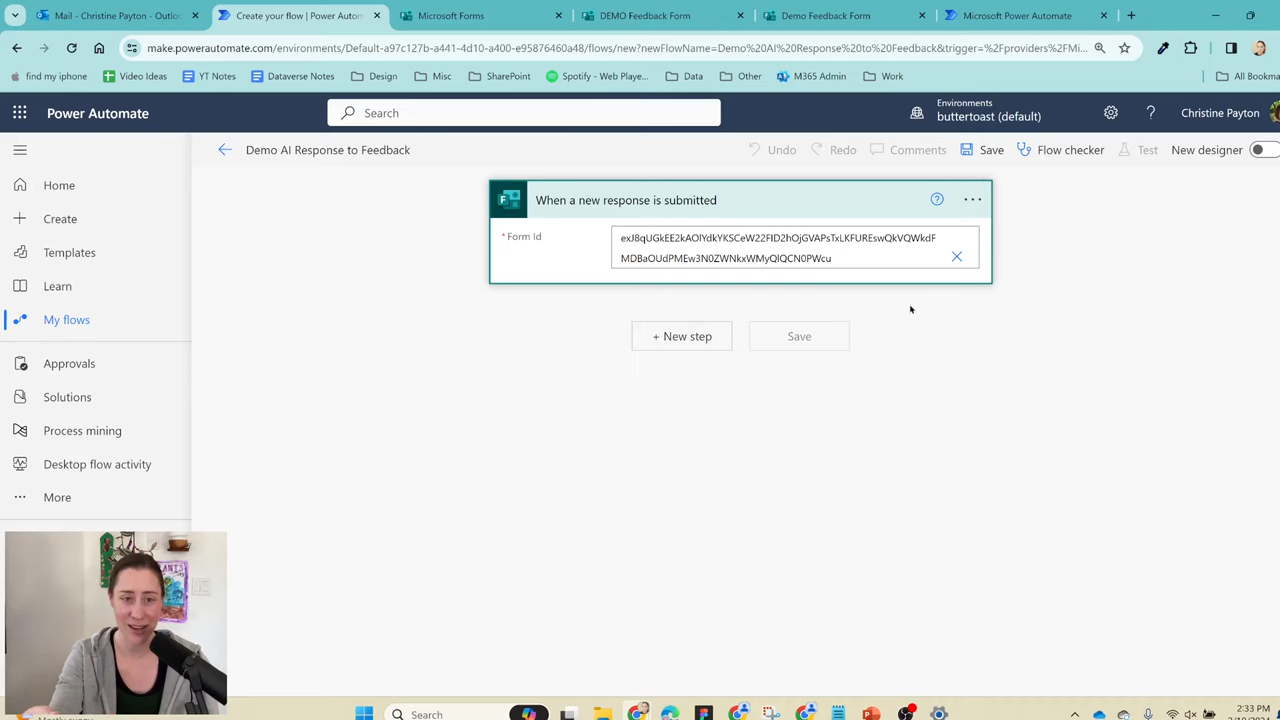 Mail - Christine Payton - Outlo
Create your flow | Power Autom
Microsoft Forms
DEMO Feedback Form
Demo Feedback Form
Microsoft Power Automate
make.powerautomate.com/environments/Default-a97c127b-a441-4d10-a400-e95876460a48/flows/new?newFlowName=Demo%20AI%20Response%20to%20Feedback&trigger=%2Fproviders%2FMi...
find my iphone
Video Ideas
YT Notes
Dataverse Notes
Design
Misc
SharePoint
Spotify - Web Playe...
Data
Other
M365 Admin
Work
All Bookma
Power Automate
Search
Environments
buttertoast (default)
Christine Payton
Demo AI Response to Feedback
Undo
Redo
Comments
Save
Flow checker
Test
New designer
Home
Create
Templates
Learn
My flows
Approvals
Solutions
Process mining
Desktop flow activity
More
When a new response is submitted
* Form Id
+ New step
Save
Search
2:33 PM